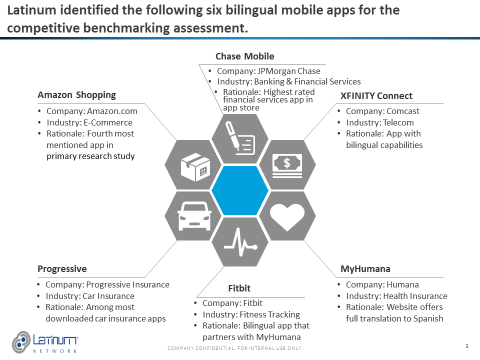 Latinum identified the following six bilingual mobile apps for the
competitive benchmarking assessment.
Chase Mobile
• Company: JPMorgan Chase
• Industry: Banking & Financial Services
• Rationale: Highest rated
financial services app in
app store
Amazon Shopping
• Company: Amazon.com
• Industry: E-Commerce
• Rationale: Fourth most
mentioned app in
primary research study
XFINITY Connect
• Company: Comcast
• Industry: Telecom
• Rationale: App with
bilingual capabilities
$
Progressive
• Company: Progressive Insurance
• Industry: Car Insurance
• Rationale: Among most
downloaded car insurance apps
Fitbit
• Company: Fitbit
• Industry: Fitness Tracking
• Rationale: Bilingual app that
partners with MyHumana
MyHumana
• Company: Humana
• Industry: Health Insurance
• Rationale: Website offers
full translation to Spanish
LATINUM
NETWORK
COMPANY CONFIDENTIAL. FOR INTERNAL USE ONLY.
1